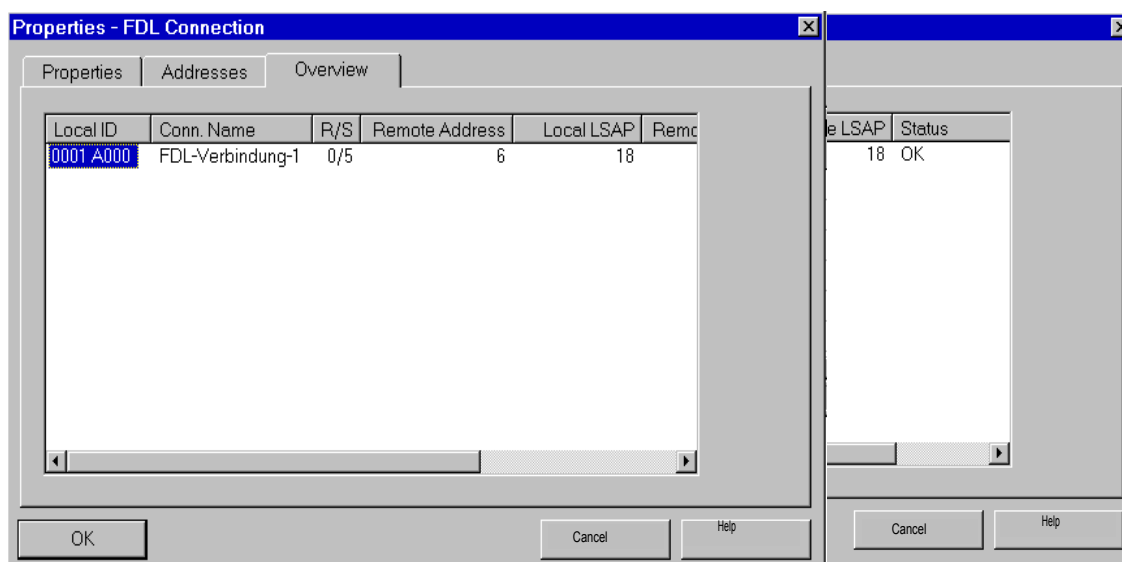 Properties - FDL Connection
Properties Addresses Overview
Local ID Conn. Name R/S Remote Address Local LSAP Remo
0001 A000 FDL-Verbindung-1 0/5 6 18
OK Cancel Help
e LSAP Status
18 OK
Cancel Help